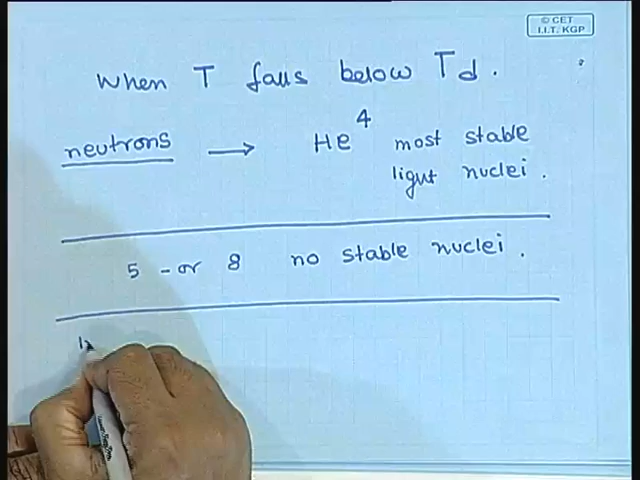 © CET
I.I.T. KGP
When T falls below Td.
neutrons → He4 most stable
light nuclei.
5 - or 8 no stable nuclei.